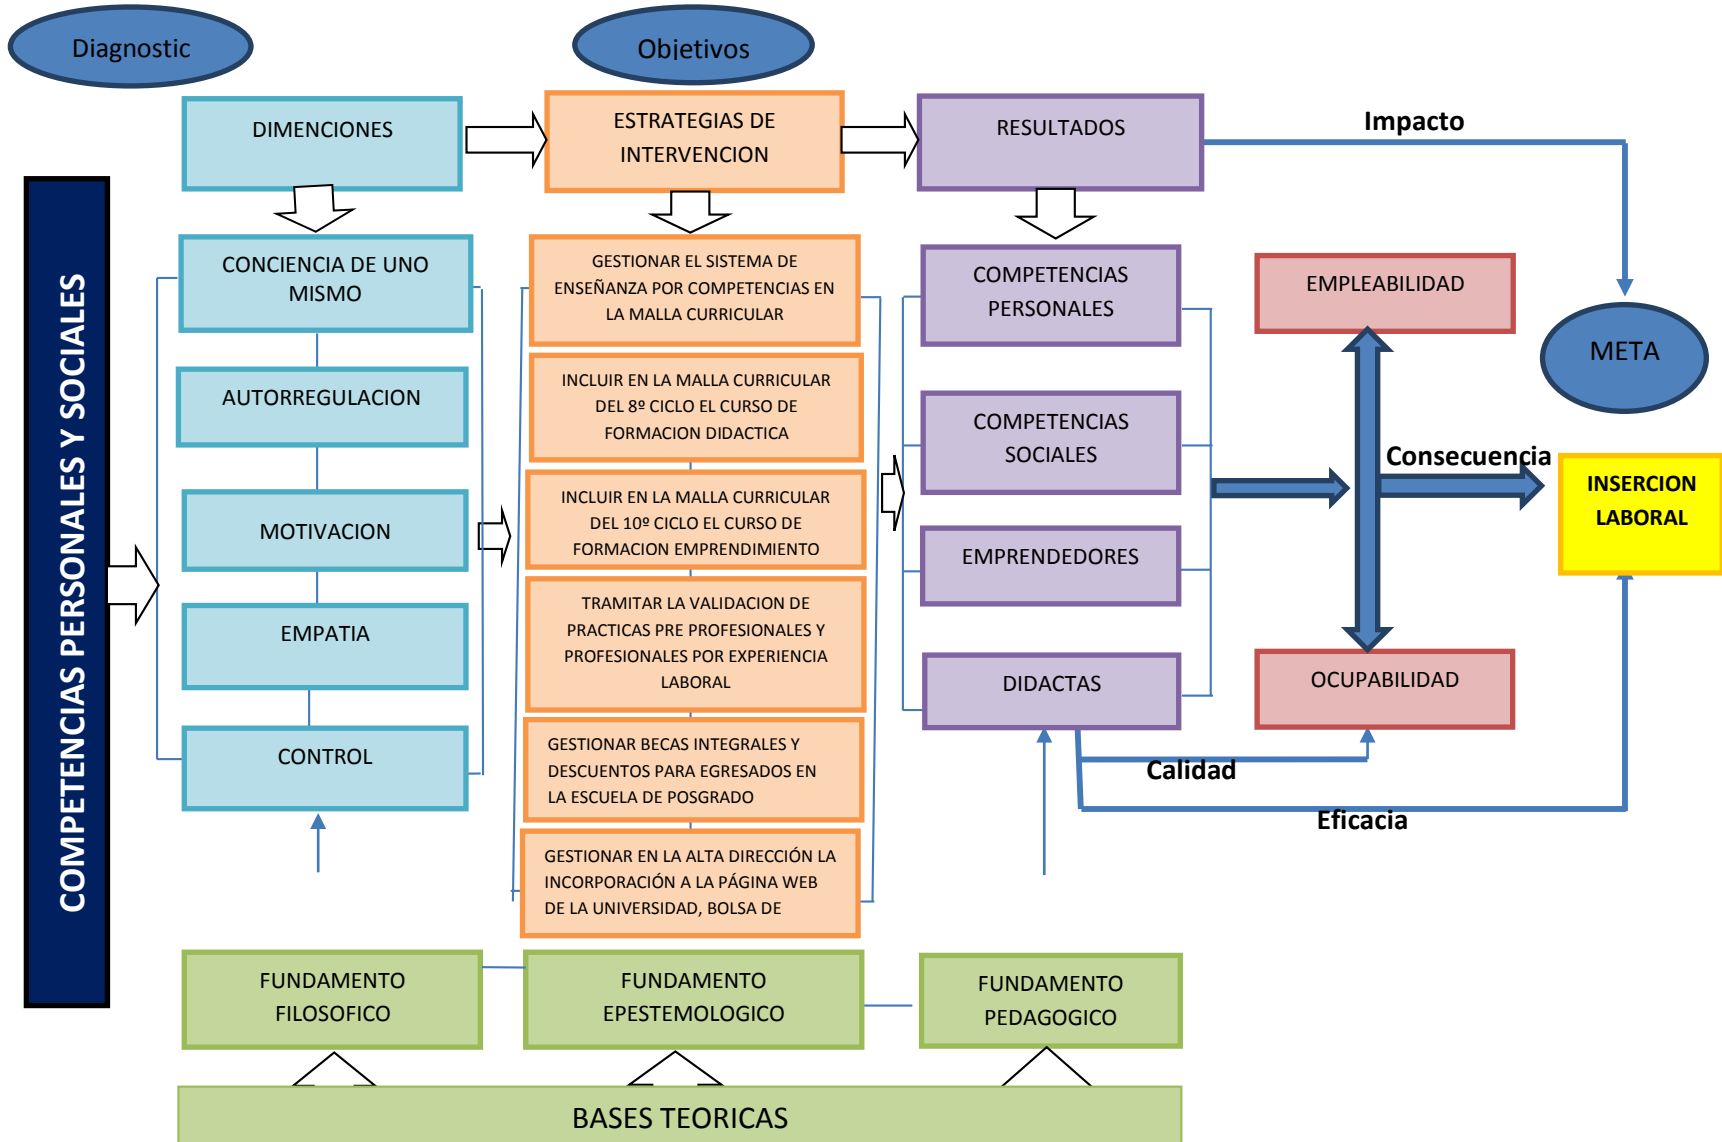 Diagnostic
Objetivos
DIMENCIONES
ESTRATEGIAS DE
INTERVENCION
RESULTADOS
Impacto
COMPETENCIAS PERSONALES Y SOCIALES
CONCIENCIA DE UNO
MISMO
AUTORREGULACION
MOTIVACION
EMPATIA
CONTROL
GESTIONAR EL SISTEMA DE
ENSEÑANZA POR COMPETENCIAS EN
LA MALLA CURRICULAR
INCLUIR EN LA MALLA CURRICULAR
DEL 8º CICLO EL CURSO DE
FORMACION DIDACTICA
INCLUIR EN LA MALLA CURRICULAR
DEL 10º CICLO EL CURSO DE
FORMACION EMPRENDIMIENTO
TRAMITAR LA VALIDACION DE
PRACTICAS PRE PROFESIONALES Y
PROFESIONALES POR EXPERIENCIA
LABORAL
GESTIONAR BECAS INTEGRALES Y
DESCUENTOS PARA EGRESADOS EN
LA ESCUELA DE POSGRADO
GESTIONAR EN LA ALTA DIRECCIÓN LA
INCORPORACIÓN A LA PÁGINA WEB
DE LA UNIVERSIDAD, BOLSA DE
COMPETENCIAS
PERSONALES
COMPETENCIAS
SOCIALES
EMPRENDEDORES
DIDACTAS
EMPLEABILIDAD
OCUPABILIDAD
META
Consecuencia
INSERCION
LABORAL
Calidad
Eficacia
FUNDAMENTO
FILOSOFICO
FUNDAMENTO
EPESTEMOLOGICO
FUNDAMENTO
PEDAGOGICO
BASES TEORICAS